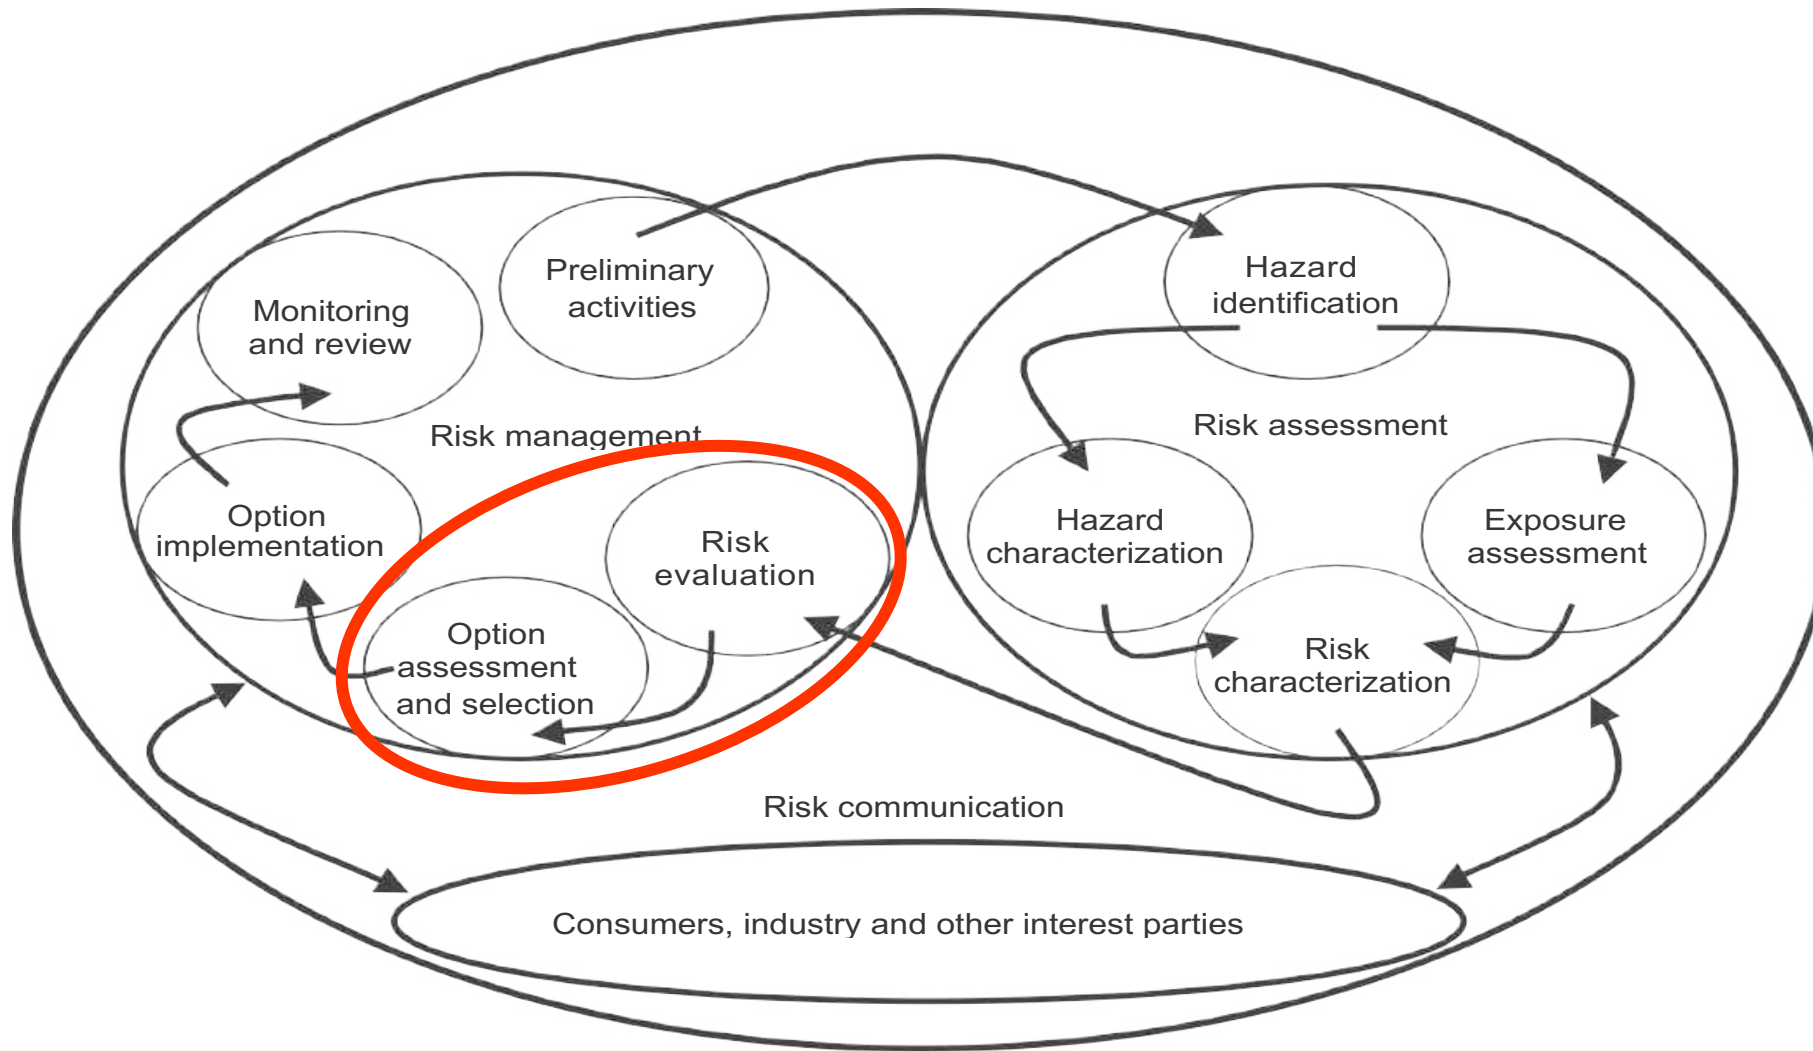 Preliminary
activities
Monitoring
and review
Risk management
Option
implementation
Risk
evaluation
Option
assessment
and selection
Hazard
identification
Risk assessment
Hazard
characterization
Exposure
assessment
Risk
characterization
Risk communication
Consumers, industry and other interest parties